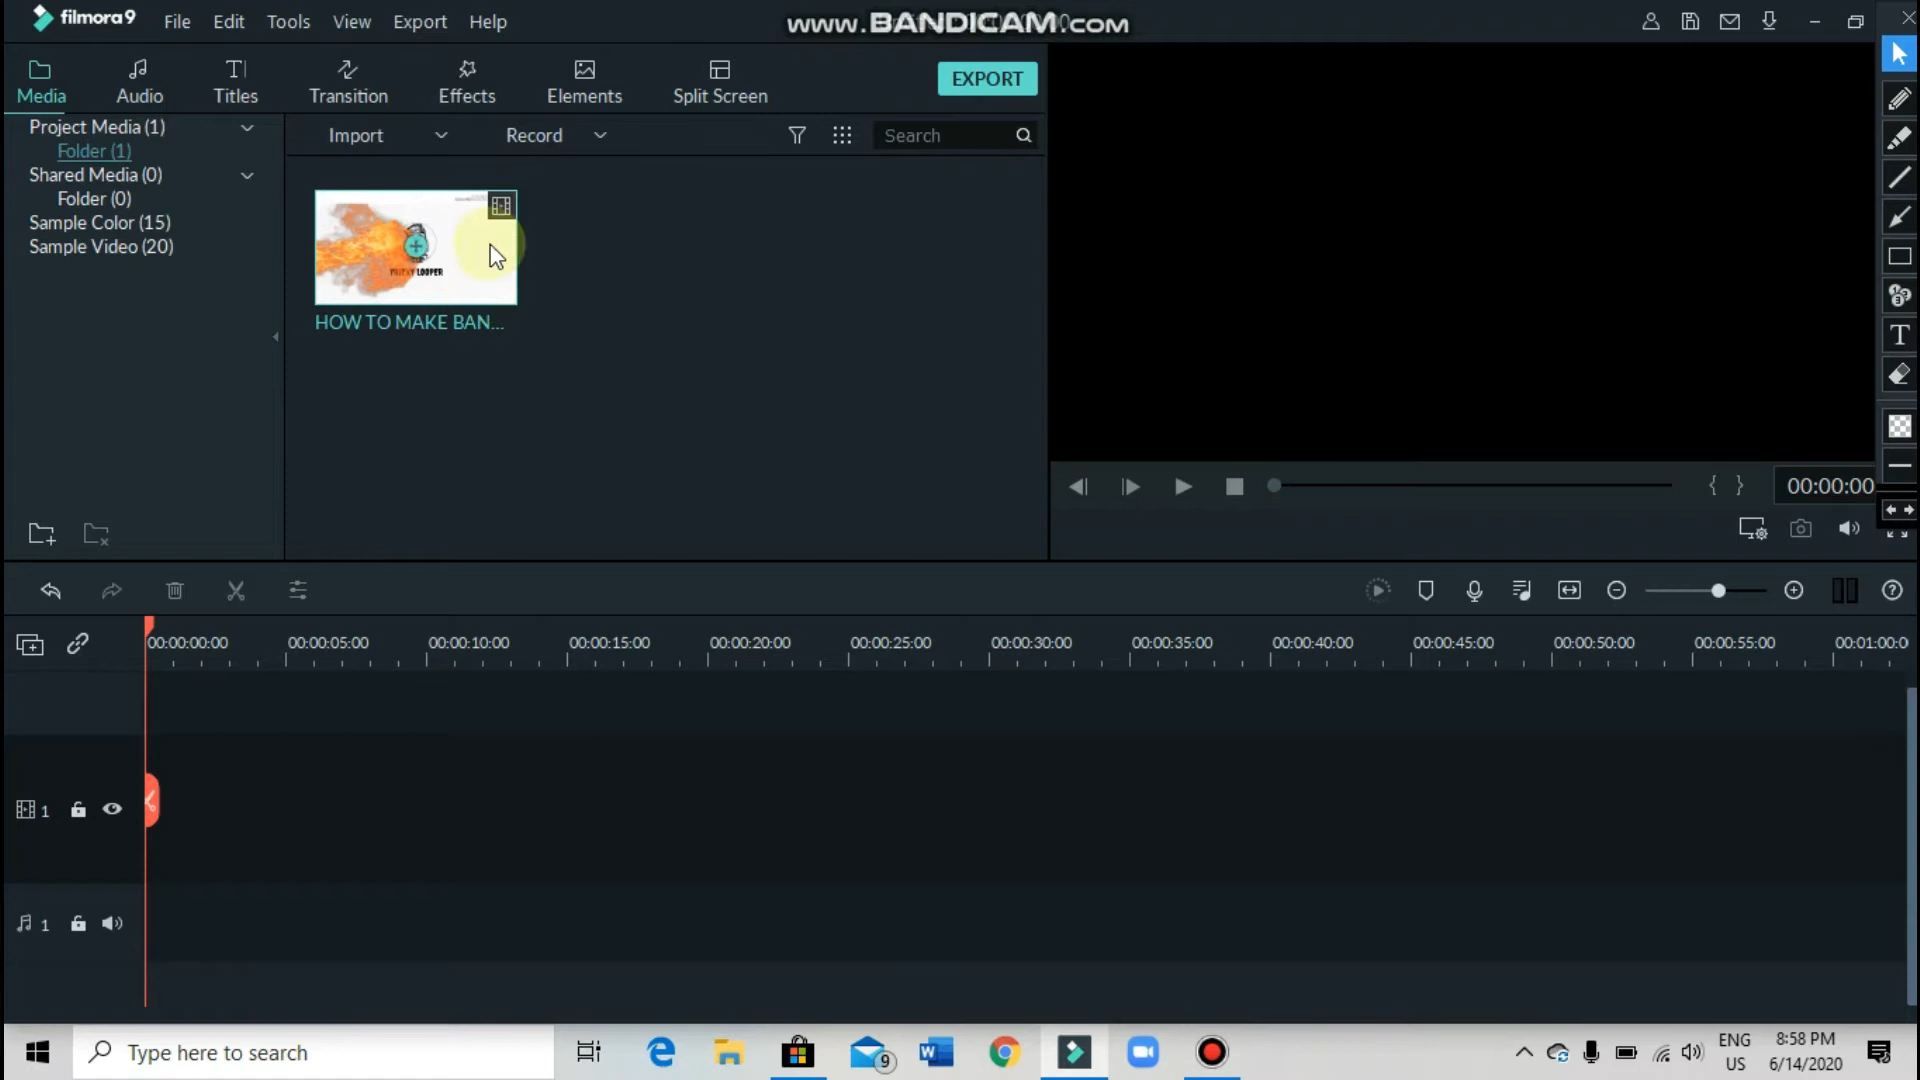 filmora9 File Edit Tools View Export Help
www.BANDICAM.com
Media Audio Titles Transition Effects Elements Split Screen EXPORT
Project Media (1)
Folder (1)
Shared Media (0)
Folder (0)
Sample Color (15)
Sample Video (20)
Import Record Search
LOOPER
HOW TO MAKE BAN...
T
{ } 00:00:00
00:00:00:00 00:00:05:00 00:00:10:00 00:00:15:00 00:00:20:00 00:00:25:00 00:00:30:00 00:00:35:00 00:00:40:00 00:00:45:00 00:00:50:00 00:00:55:00 00:01:00:0
1
1
Type here to search
9
ENG
US
8:58 PM
6/14/2020